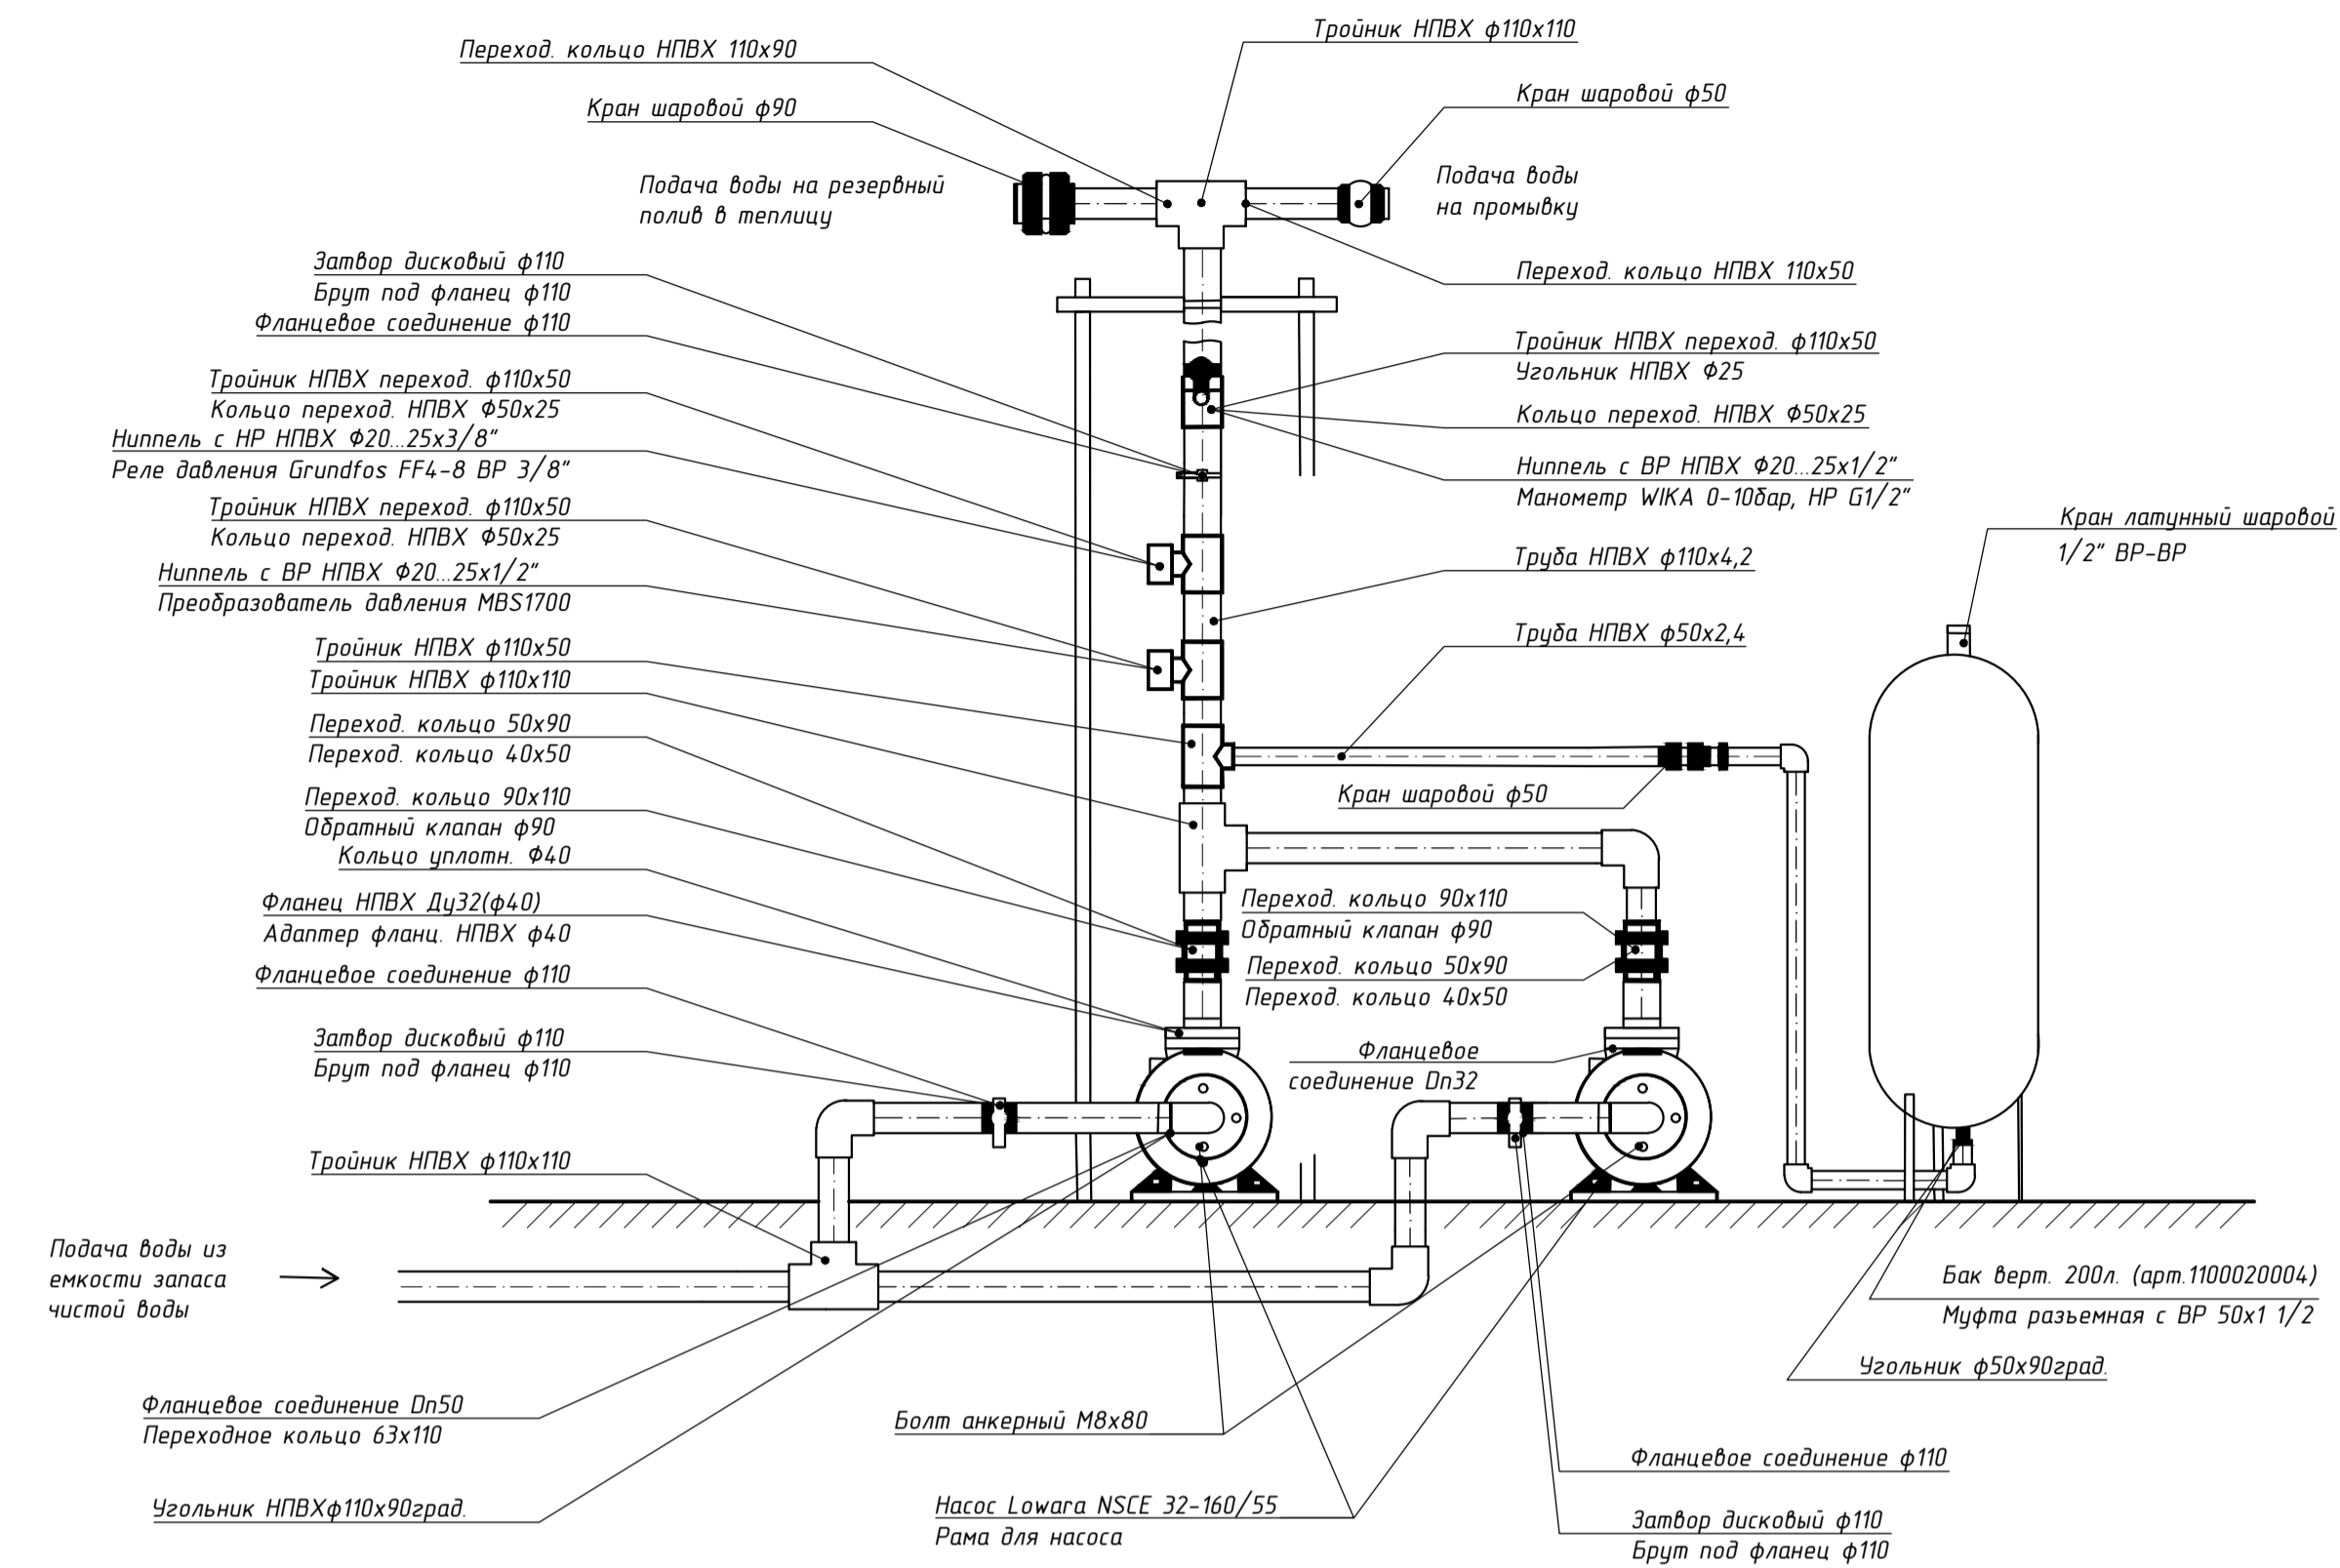 Переход. кольцо НПВХ 110х90
Кран шаровой ф90
Подача воды на резервный
полив в теплицу
Тройник НПВХ ф110х110
Кран шаровой ф50
Подача воды
на промывку
Переход. кольцо НПВХ 110х50
Затвор дисковый ф110
Брут под фланец ф110
Фланцевое соединение ф110
Тройник НПВХ переход. ф110х50
Кольцо переход. НПВХ Ф50х25
Ниппель с НР НПВХ Ф20...25х3/8"
Реле давления Grundfos FF4-8 ВР 3/8"
Тройник НПВХ переход. ф110х50
Кольцо переход. НПВХ Ф50х25
Ниппель с ВР НПВХ Ф20...25х1/2"
Преобразователь давления MBS1700
Тройник НПВХ ф110х50
Тройник НПВХ ф110х110
Переход. кольцо 50х90
Переход. кольцо 40х50
Переход. кольцо 90х110
Обратный клапан ф90
Кольцо уплотн. Ф40
Фланец НПВХ Ду32(ф40)
Адаптер фланц. НПВХ ф40
Фланцевое соединение ф110
Затвор дисковый ф110
Брут под фланец ф110
Тройник НПВХ ф110х110
Подача воды из
емкости запаса
чистой воды
Фланцевое соединение Dn50
Переходное кольцо 63х110
Угольник НПВХф110х90град.
Тройник НПВХ переход. ф110х50
Угольник НПВХ Ф25
Кольцо переход. НПВХ Ф50х25
Ниппель с ВР НПВХ Ф20...25х1/2"
Манометр WIKA 0-10бар, НР G1/2"
Труба НПВХ ф110х4,2
Труба НПВХ ф50х2,4
Кран латунный шаровой
1/2" ВР-ВР
Кран шаровой ф50
Переход. кольцо 90х110
Обратный клапан ф90
Переход. кольцо 50х90
Переход. кольцо 40х50
Фланцевое
соединение Dn32
Бак верт. 200л. (арт.1100020004)
Муфта разъемная с ВР 50х1 1/2
Угольник ф50х90град.
Болт анкерный М8х80
Насос Lowara NSCE 32-160/55
Рама для насоса
Фланцевое соединение ф110
Затвор дисковый ф110
Брут под фланец ф110